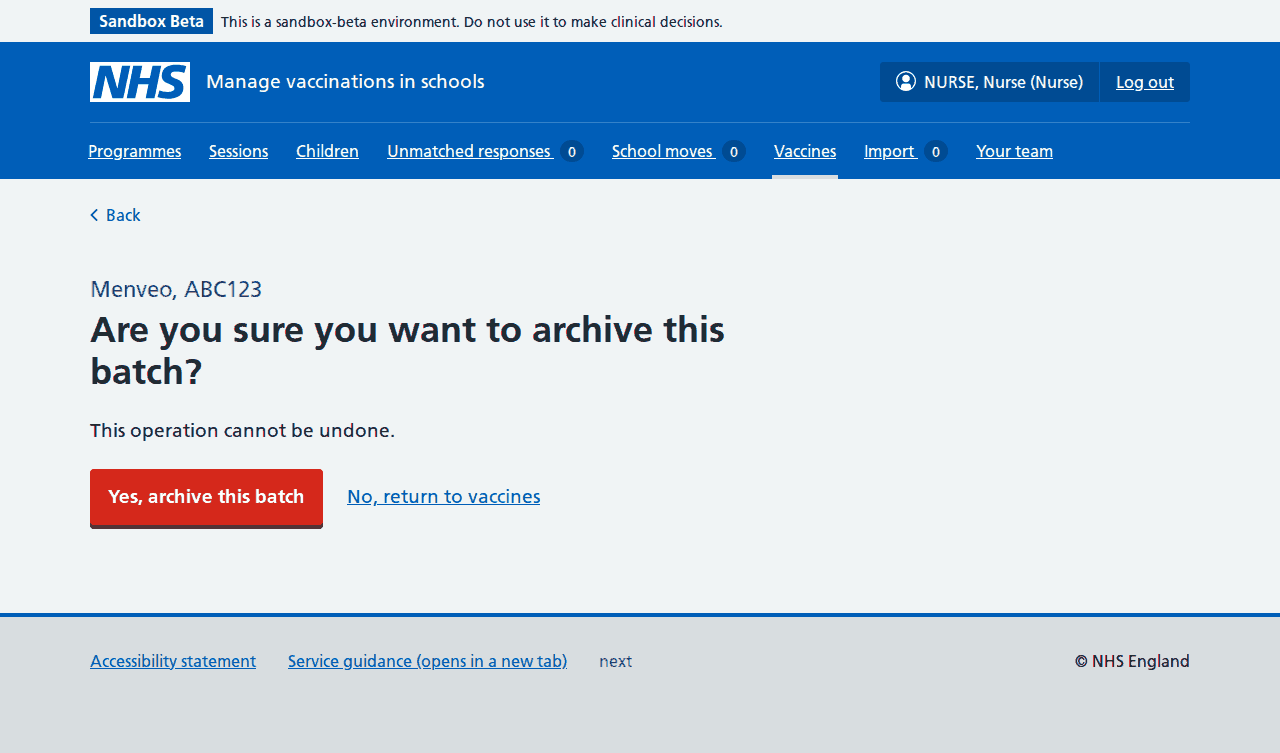 Sandbox Beta This is a sandbox-beta environment. Do not use it to make clinical decisions.
NHS Manage vaccinations in schools NURSE, Nurse (Nurse) Log out
Programmes Sessions Children Unmatched responses 0 School moves 0 Vaccines Import 0 Your team
Back
Menveo, ABC123
Are you sure you want to archive this
batch?
This operation cannot be undone.
Yes, archive this batch No, return to vaccines
Accessibility statement Service guidance (opens in a new tab) next © NHS England